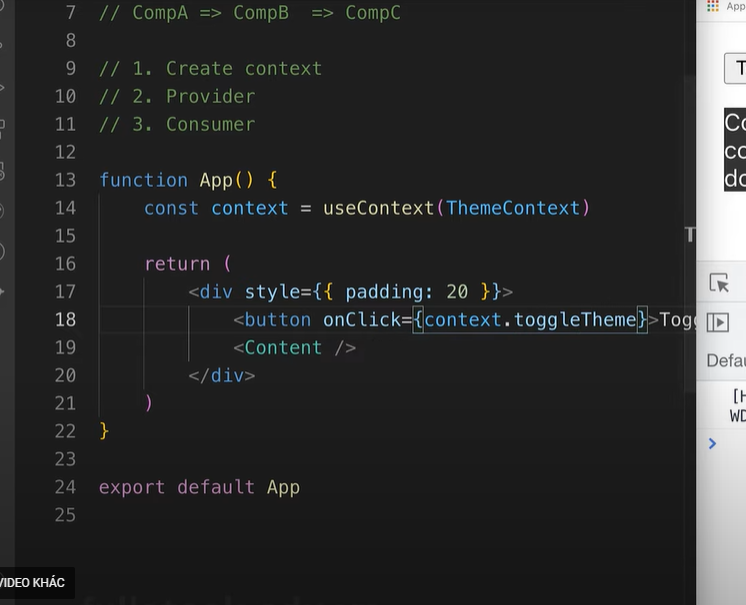 7 // CompA => CompB  => CompC
8
9 // 1. Create context
10 // 2. Provider
11 // 3. Consumer
12
13 function App() {
14     const context = useContext(ThemeContext)
15
16     return (
17         <div style={{ padding: 20 }}>
18             <button onClick={context.toggleTheme}>Togg
19             <Content />
20         </div>
21     )
22 }
23
24 export default App
25
VIDEO KHÁC
App
T
Co
co
do
T
Defau
[H
WD